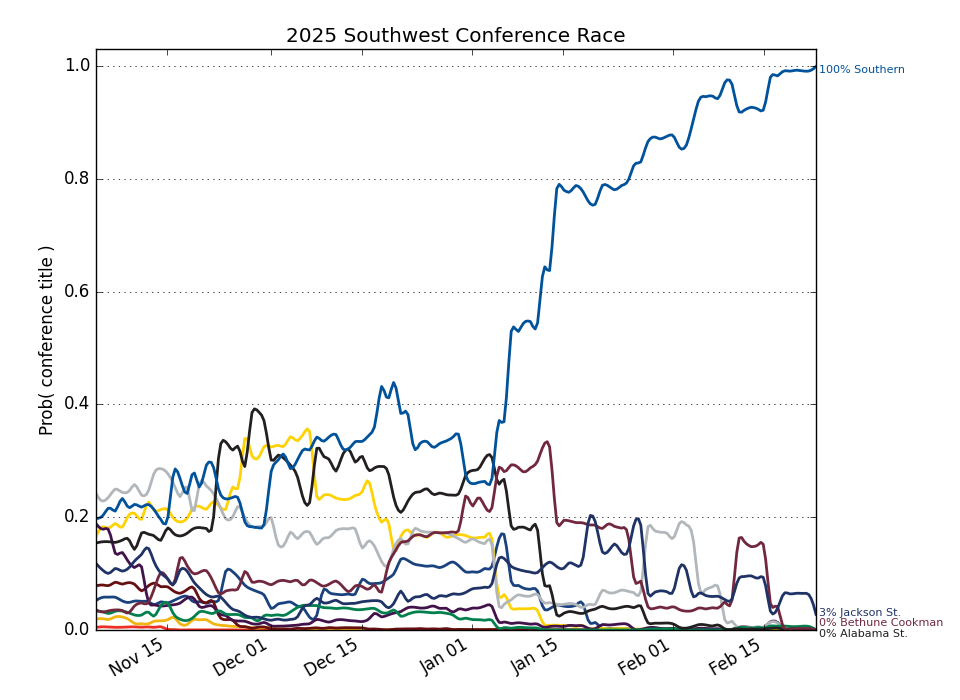 2025 Southwest Conference Race
Prob( conference title )
1.0
0.8
0.6
0.4
0.2
0.0
100% Southern
3% Jackson St.
0% Bethune Cookman
0% Alabama St.
Nov 15
Dec 01
Dec 15
Jan 01
Jan 15
Feb 01
Feb 15